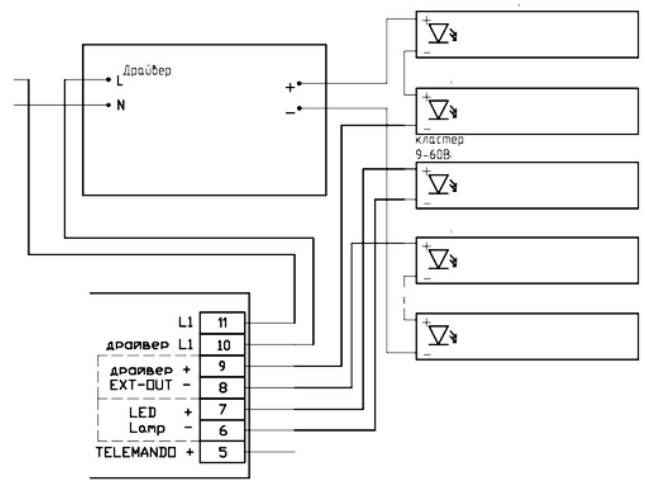 Драйвер
L
N
+
−
+
−
+
−
кластер
9-60В
+
−
+
−
+
−
L1 11
драйвер L1 10
драйвер + 9
EXT-OUT − 8
LED + 7
Lamp − 6
TELEMANDO + 5